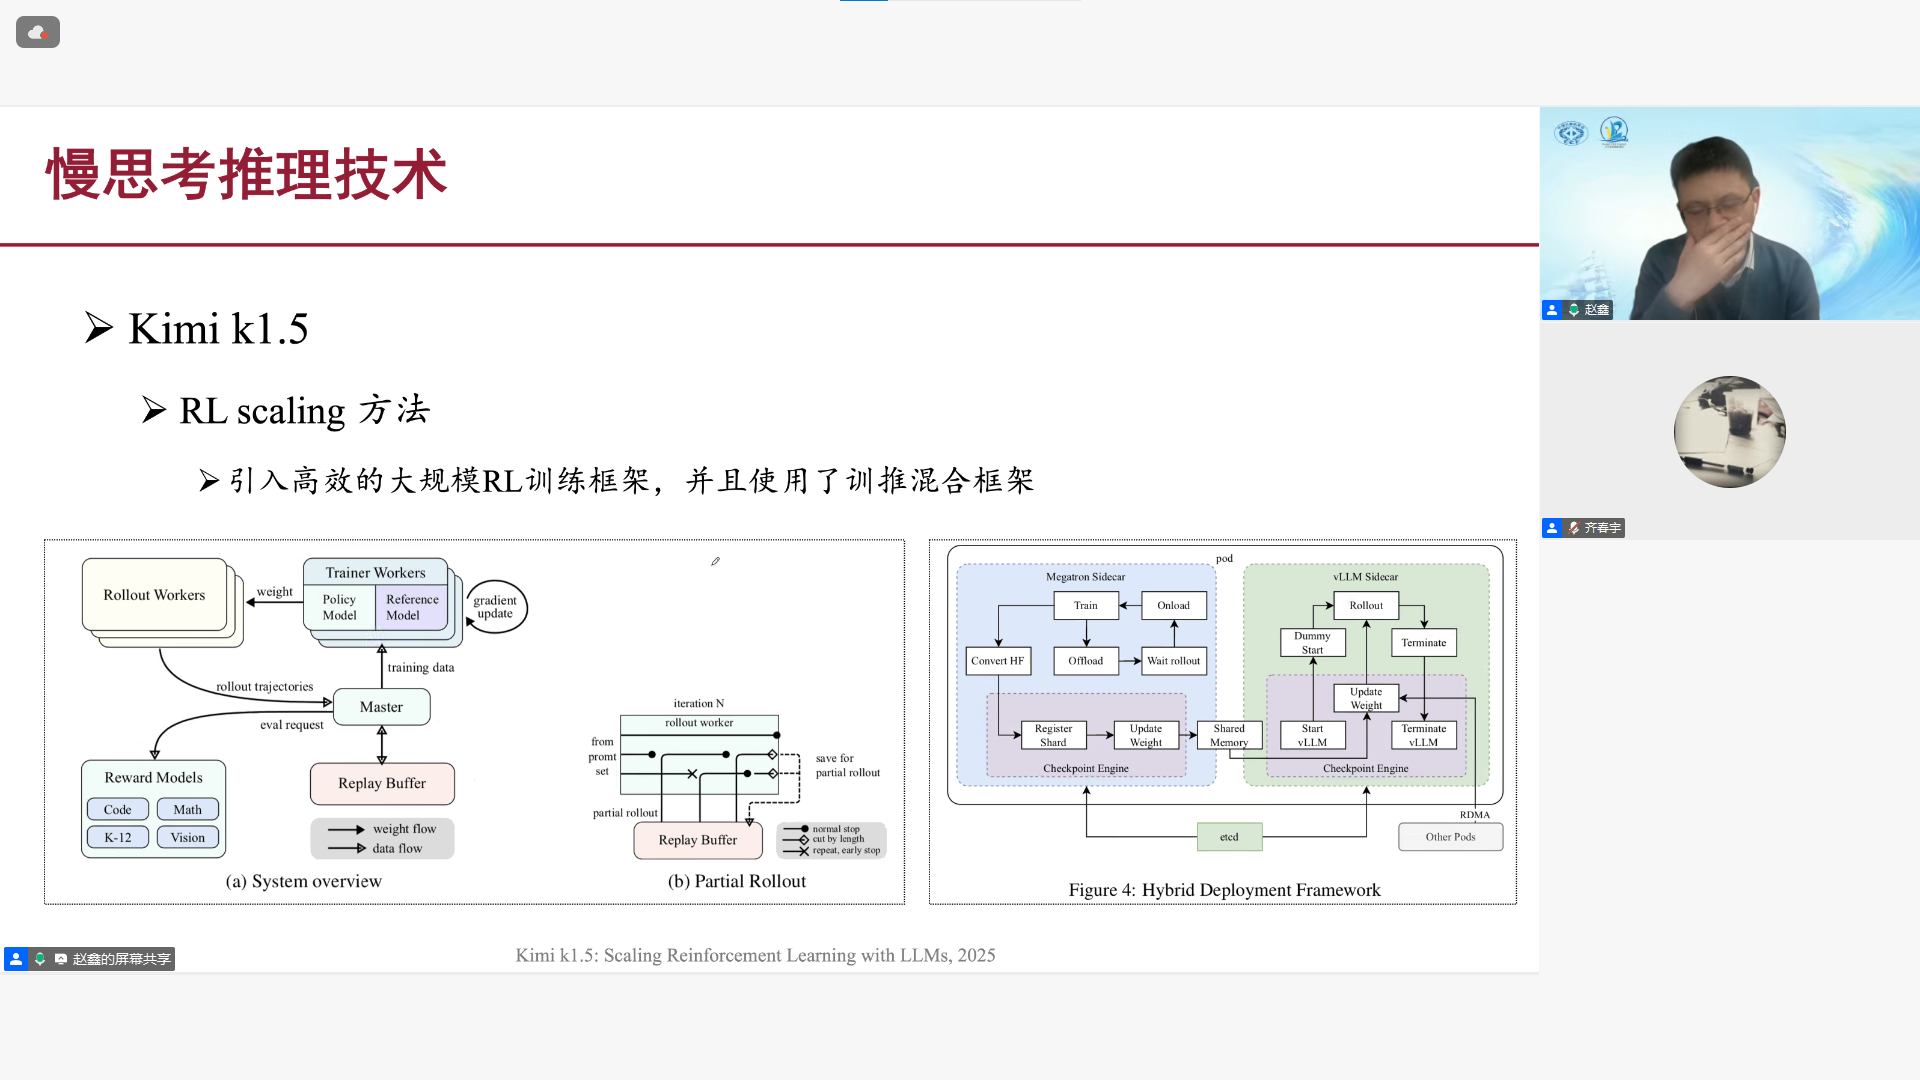 慢思考推理技术
Kimi k1.5
RL scaling 方法
引入高效的大规模RL训练框架，并且使用了训推混合框架
Rollout Workers
weight
Trainer Workers
Policy
Model
Reference
Model
gradient
update
training data
rollout trajectories
Master
eval request
Reward Models
Code
Math
K-12
Vision
Replay Buffer
weight flow
data flow
(a) System overview
iteration N
rollout worker
from
promt
set
save for
partial rollout
partial rollout
Replay Buffer
normal stop
cut by length
repeat, early stop
(b) Partial Rollout
pod
Megatron Sidecar
Train
Onload
Convert HF
Offload
Wait rollout
Register
Shard
Update
Weight
Checkpoint Engine
Shared
Memory
vLLM Sidecar
Rollout
Dummy
Start
Terminate
Update
Weight
Start
vLLM
Terminate
vLLM
Checkpoint Engine
RDMA
etcd
Other Pods
Figure 4: Hybrid Deployment Framework
Kimi k1.5: Scaling Reinforcement Learning with LLMs, 2025
赵鑫的屏幕共享
赵鑫
齐春宇